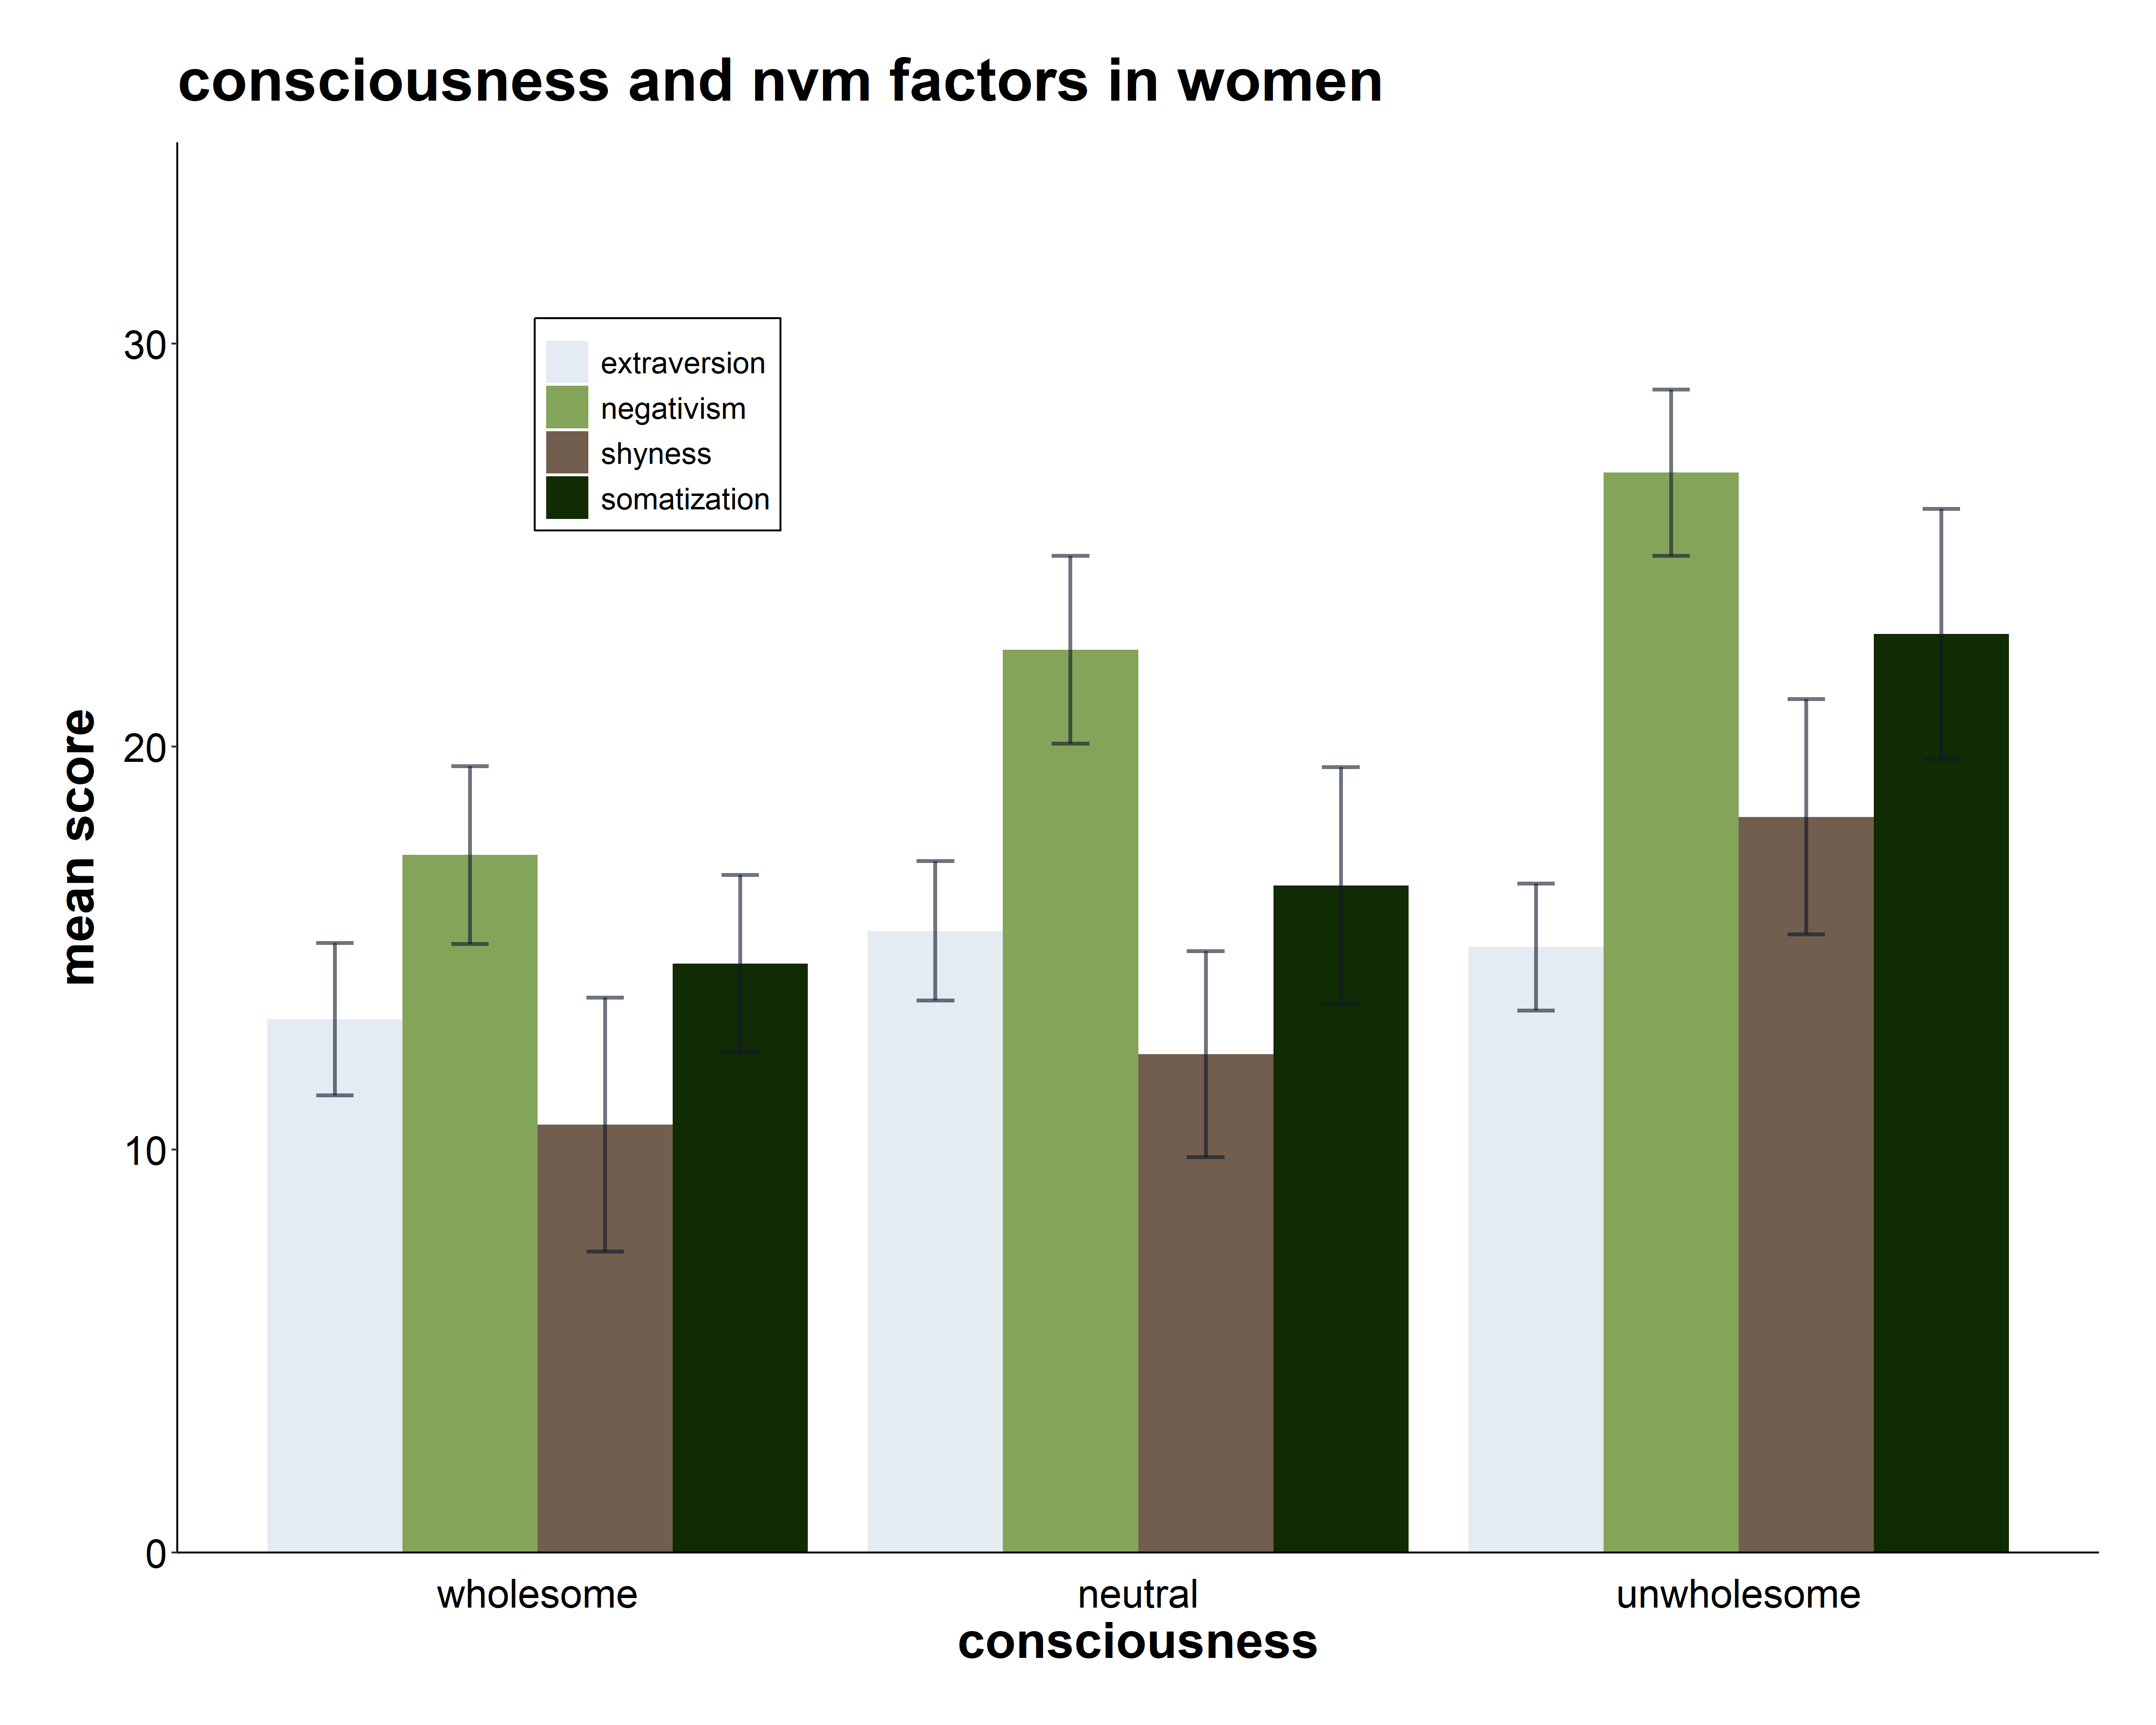 consciousness and nvm factors in women
30
20
10
0
mean score
extraversion
negativism
shyness
somatization
wholesome
neutral
unwholesome
consciousness